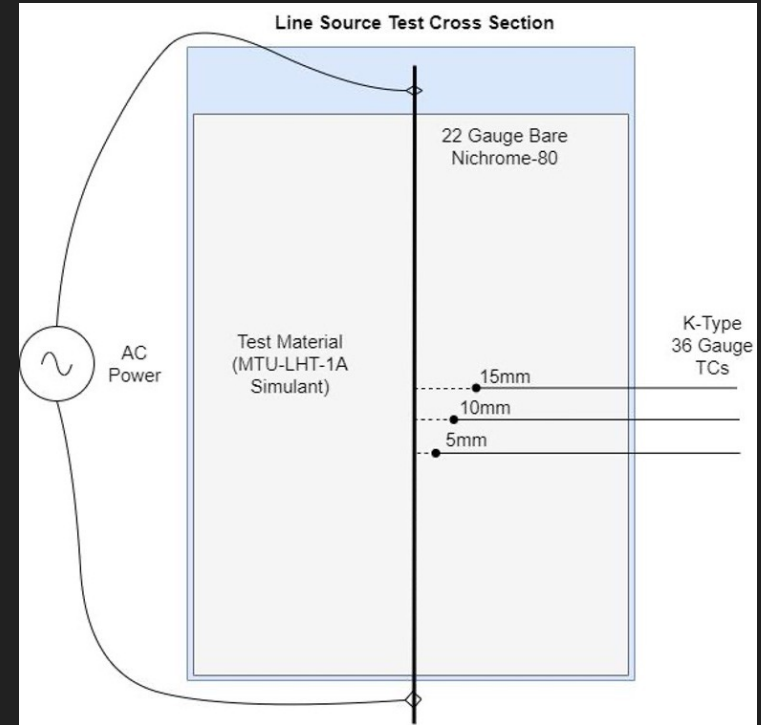 Line Source Test Cross Section
22 Gauge Bare
Nichrome-80
K-Type
36 Gauge
TCs
Test Material
(MTU-LHT-1A
Simulant)
AC
Power
15mm
10mm
5mm